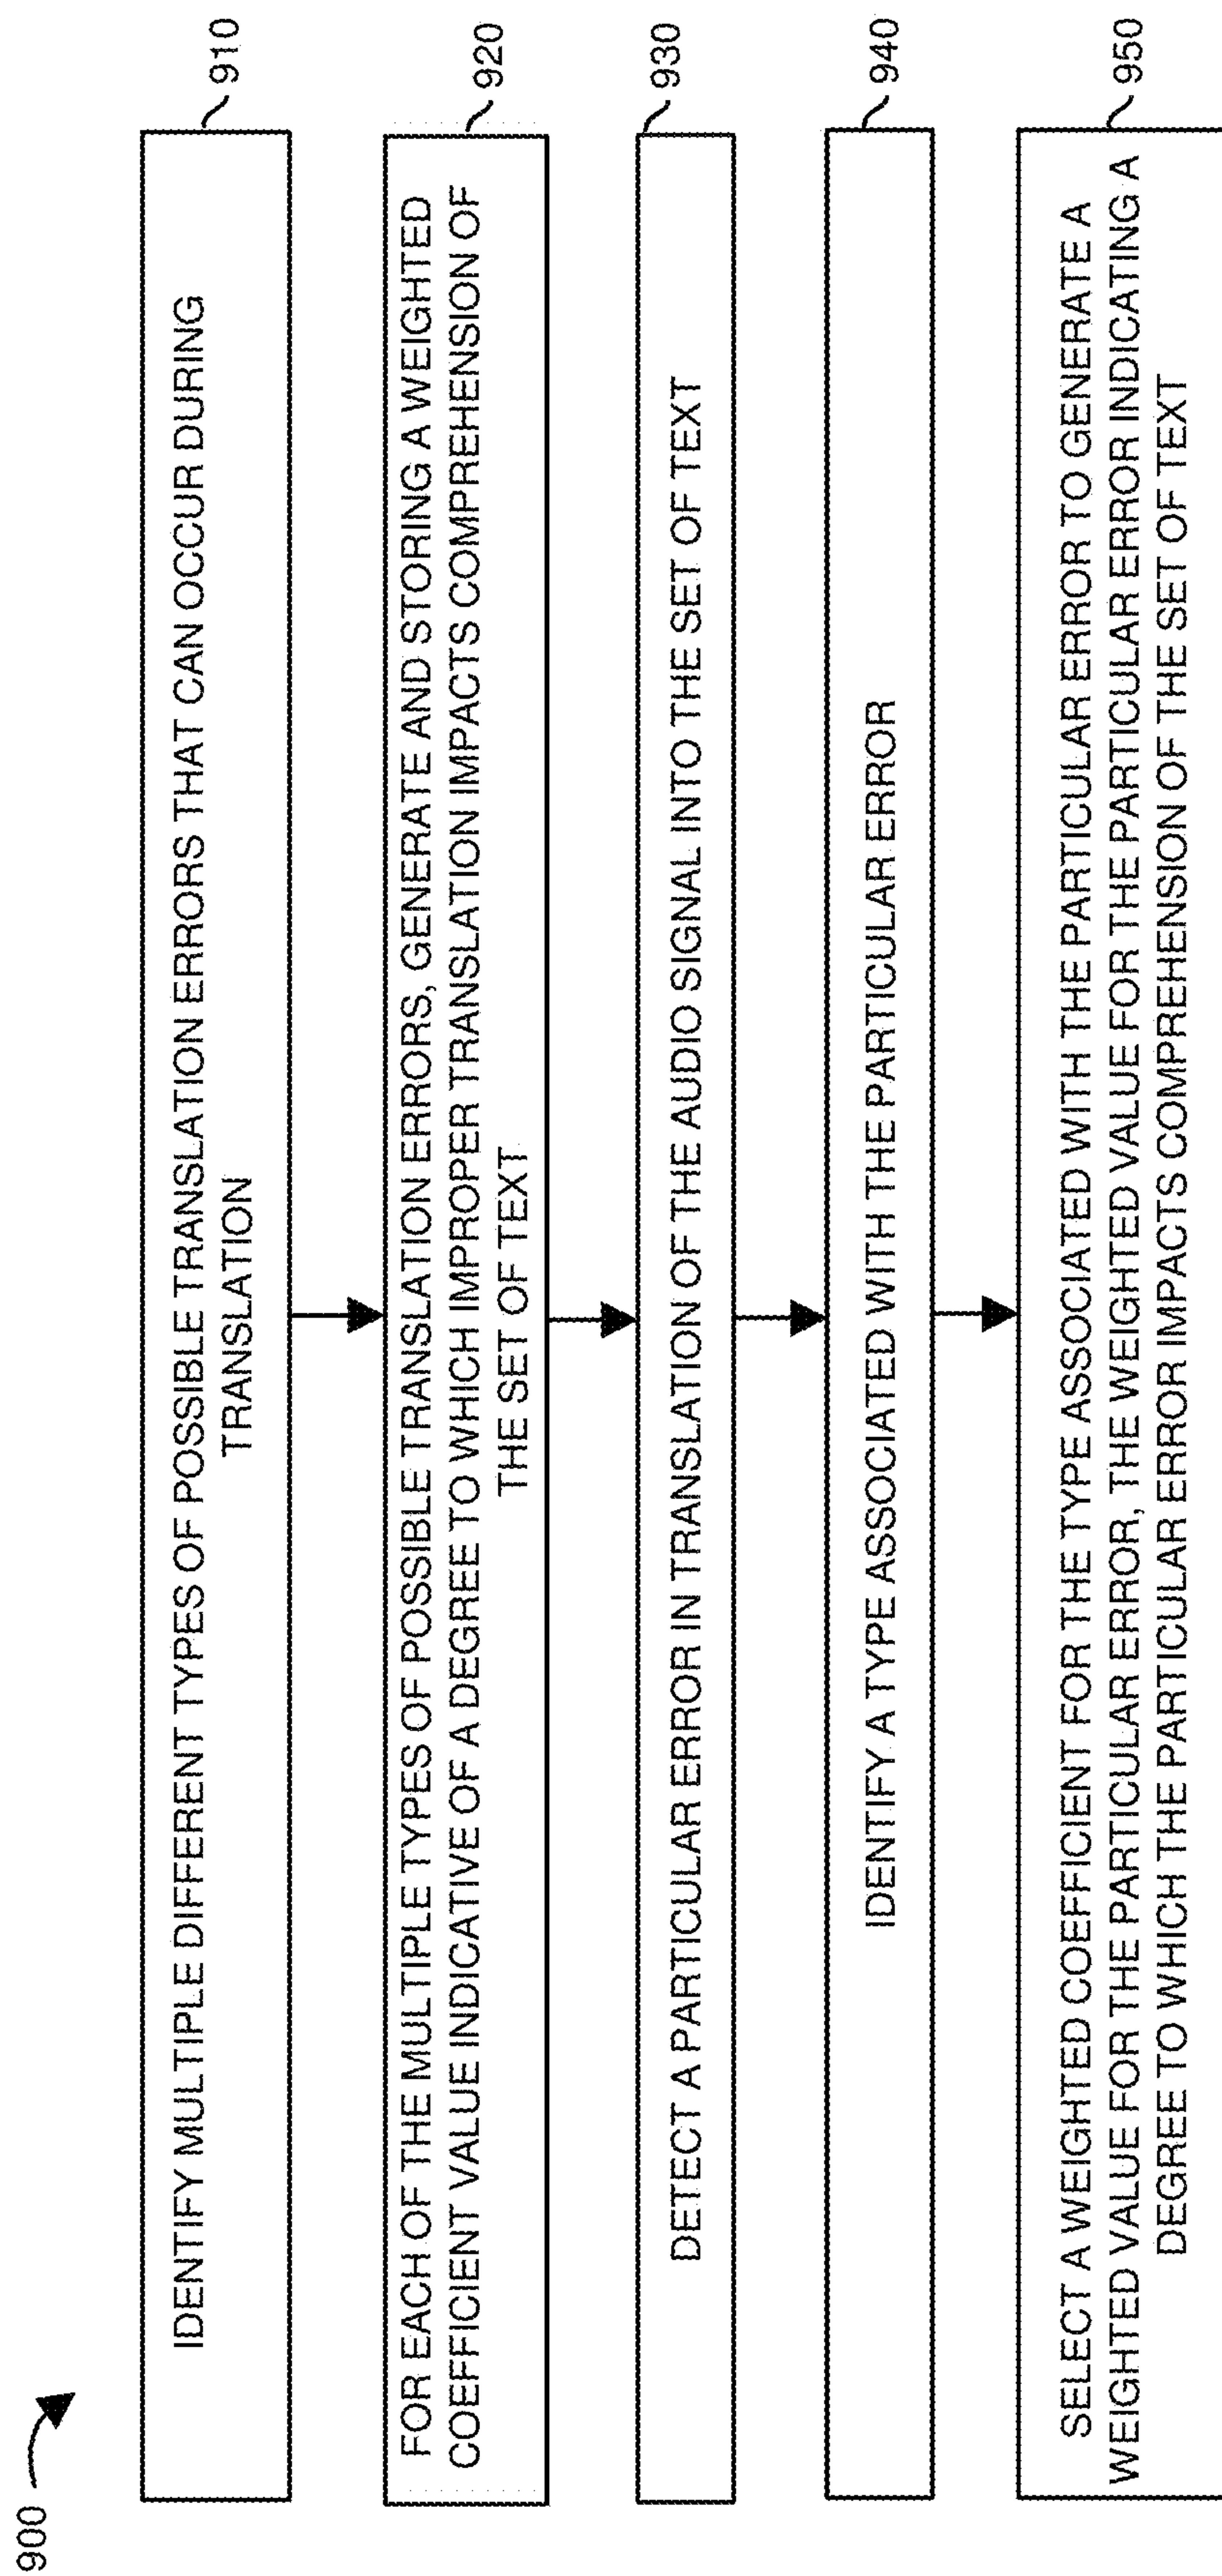 900
IDENTIFY MULTIPLE DIFFERENT TYPES OF POSSIBLE TRANSLATION ERRORS THAT CAN OCCUR DURING
TRANSLATION
910
FOR EACH OF THE MULTIPLE TYPES OF POSSIBLE TRANSLATION ERRORS, GENERATE AND STORING A WEIGHTED
COEFFICIENT VALUE INDICATIVE OF A DEGREE TO WHICH IMPROPER TRANSLATION IMPACTS COMPREHENSION OF
THE SET OF TEXT
920
DETECT A PARTICULAR ERROR IN TRANSLATION OF THE AUDIO SIGNAL INTO THE SET OF TEXT
930
IDENTIFY A TYPE ASSOCIATED WITH THE PARTICULAR ERROR
940
SELECT A WEIGHTED COEFFICIENT FOR THE TYPE ASSOCIATED WITH THE PARTICULAR ERROR TO GENERATE A
WEIGHTED VALUE FOR THE PARTICULAR ERROR, THE WEIGHTED VALUE FOR THE PARTICULAR ERROR INDICATING A
DEGREE TO WHICH THE PARTICULAR ERROR IMPACTS COMPREHENSION OF THE SET OF TEXT
950